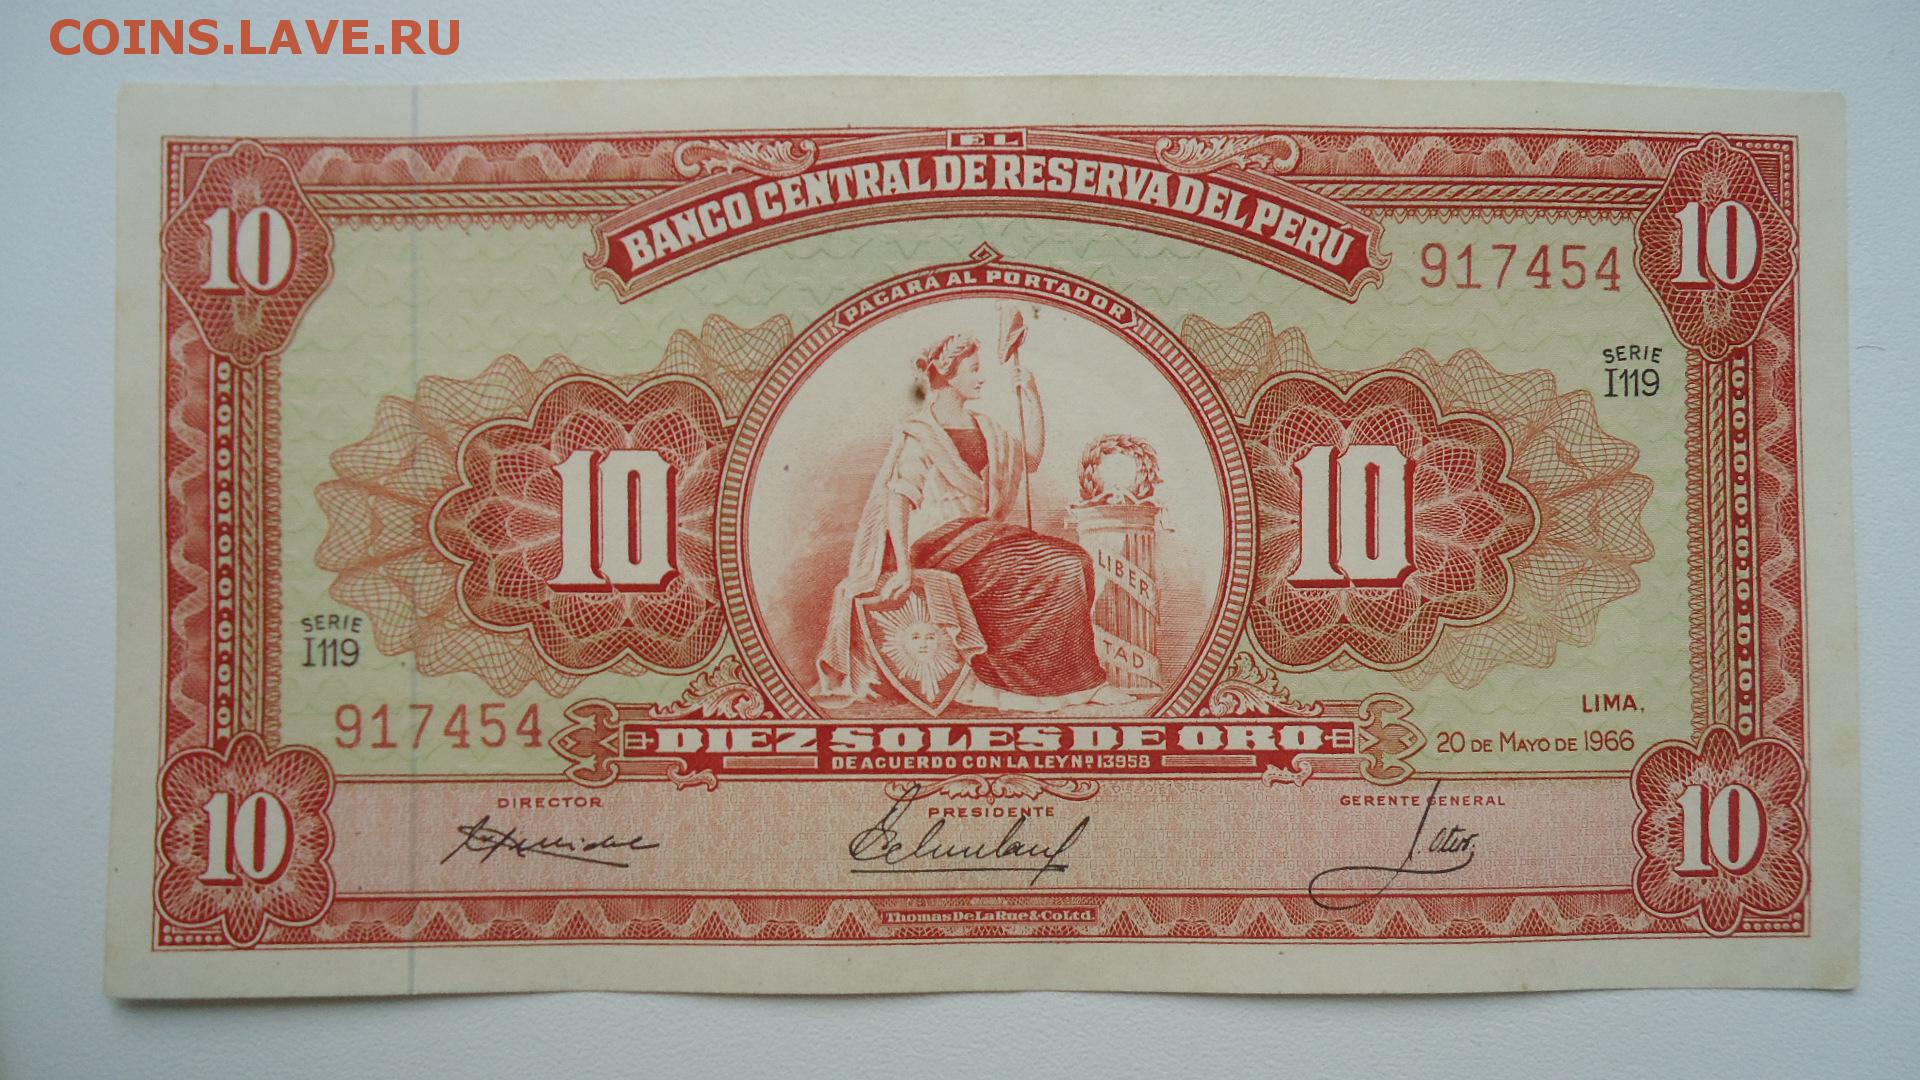 COINS.LAVE.RU
EL
BANCO CENTRAL DE RESERVA DEL PERÚ
10
10
917454
PAGARÁ AL PORTADOR
SERIE
I119
10
10
LIBER
TAD
SERIE
I119
917454
LIMA,
20 DE MAYO DE 1966
DIEZ SOLES DE ORO
DE ACUERDO CON LA LEY Nº 13958
10
10
DIRECTOR
PRESIDENTE
GERENTE GENERAL
Thomas De La Rue & Co Ltd.